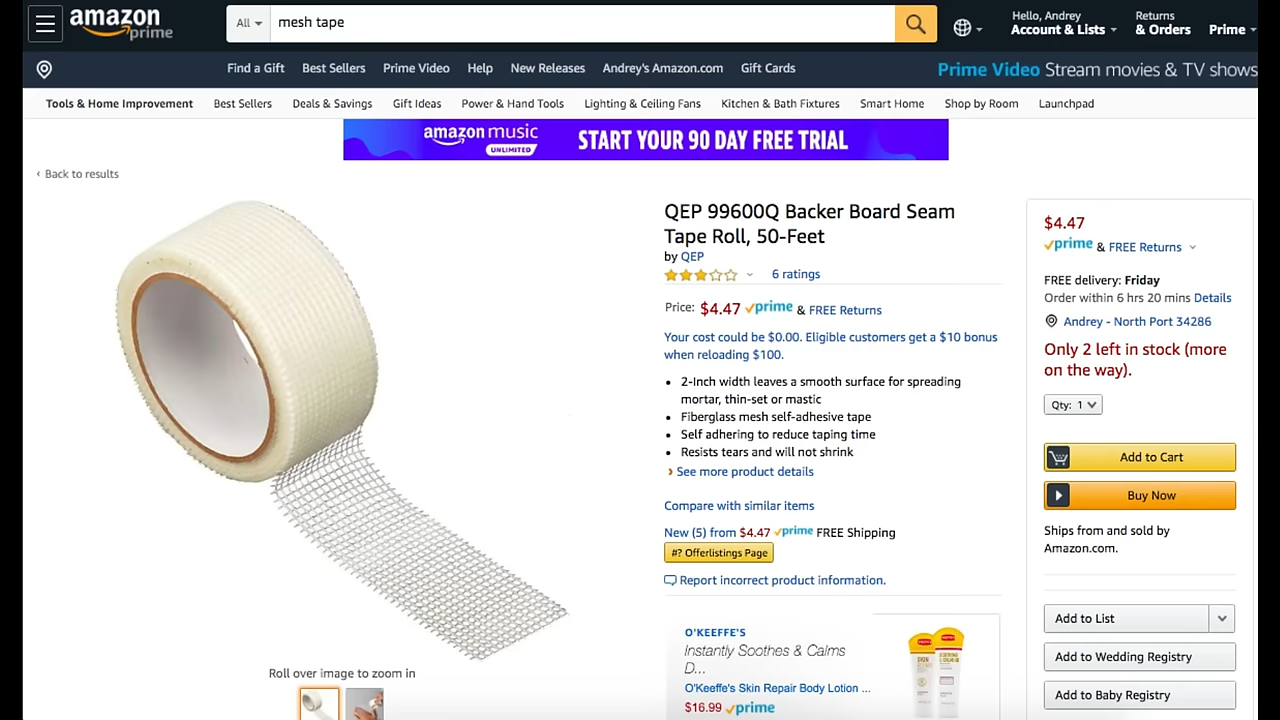 amazon
prime
All
mesh tape
Hello, Andrey
Account & Lists
Returns
& Orders
Prime
Find a Gift
Best Sellers
Prime Video
Help
New Releases
Andrey's Amazon.com
Gift Cards
Prime Video Stream movies & TV shows
Tools & Home Improvement
Best Sellers
Deals & Savings
Gift Ideas
Power & Hand Tools
Lighting & Ceiling Fans
Kitchen & Bath Fixtures
Smart Home
Shop by Room
Launchpad
amazon music
UNLIMITED
START YOUR 90 DAY FREE TRIAL
‹ Back to results
QEP 99600Q Backer Board Seam
Tape Roll, 50-Feet
by QEP
6 ratings
Price: $4.47 prime & FREE Returns
Your cost could be $0.00. Eligible customers get a $10 bonus
when reloading $100.
• 2-Inch width leaves a smooth surface for spreading
mortar, thin-set or mastic
• Fiberglass mesh self-adhesive tape
• Self adhering to reduce taping time
• Resists tears and will not shrink
› See more product details
Compare with similar items
New (5) from $4.47 prime FREE Shipping
#? Offerlistings Page
Report incorrect product information.
O'KEEFFE'S
Instantly Soothes & Calms
D...
O'Keeffe's Skin Repair Body Lotion ...
$16.99 prime
Roll over image to zoom in
$4.47
prime & FREE Returns
FREE delivery: Friday
Order within 6 hrs 20 mins Details
Andrey - North Port 34286
Only 2 left in stock (more
on the way).
Qty: 1
Add to Cart
Buy Now
Ships from and sold by
Amazon.com.
Add to List
Add to Wedding Registry
Add to Baby Registry